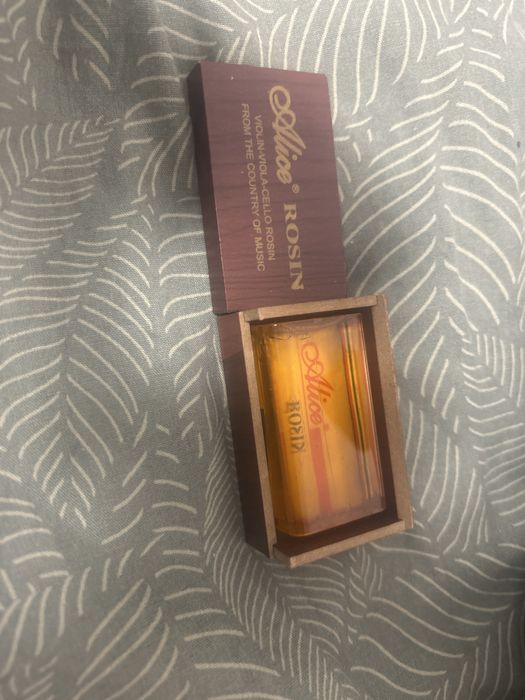 Alice® ROSIN
VIOLIN-VIOLA-CELLO ROSIN
FROM THE COUNTRY OF MUSIC
Alice®
ROSIN